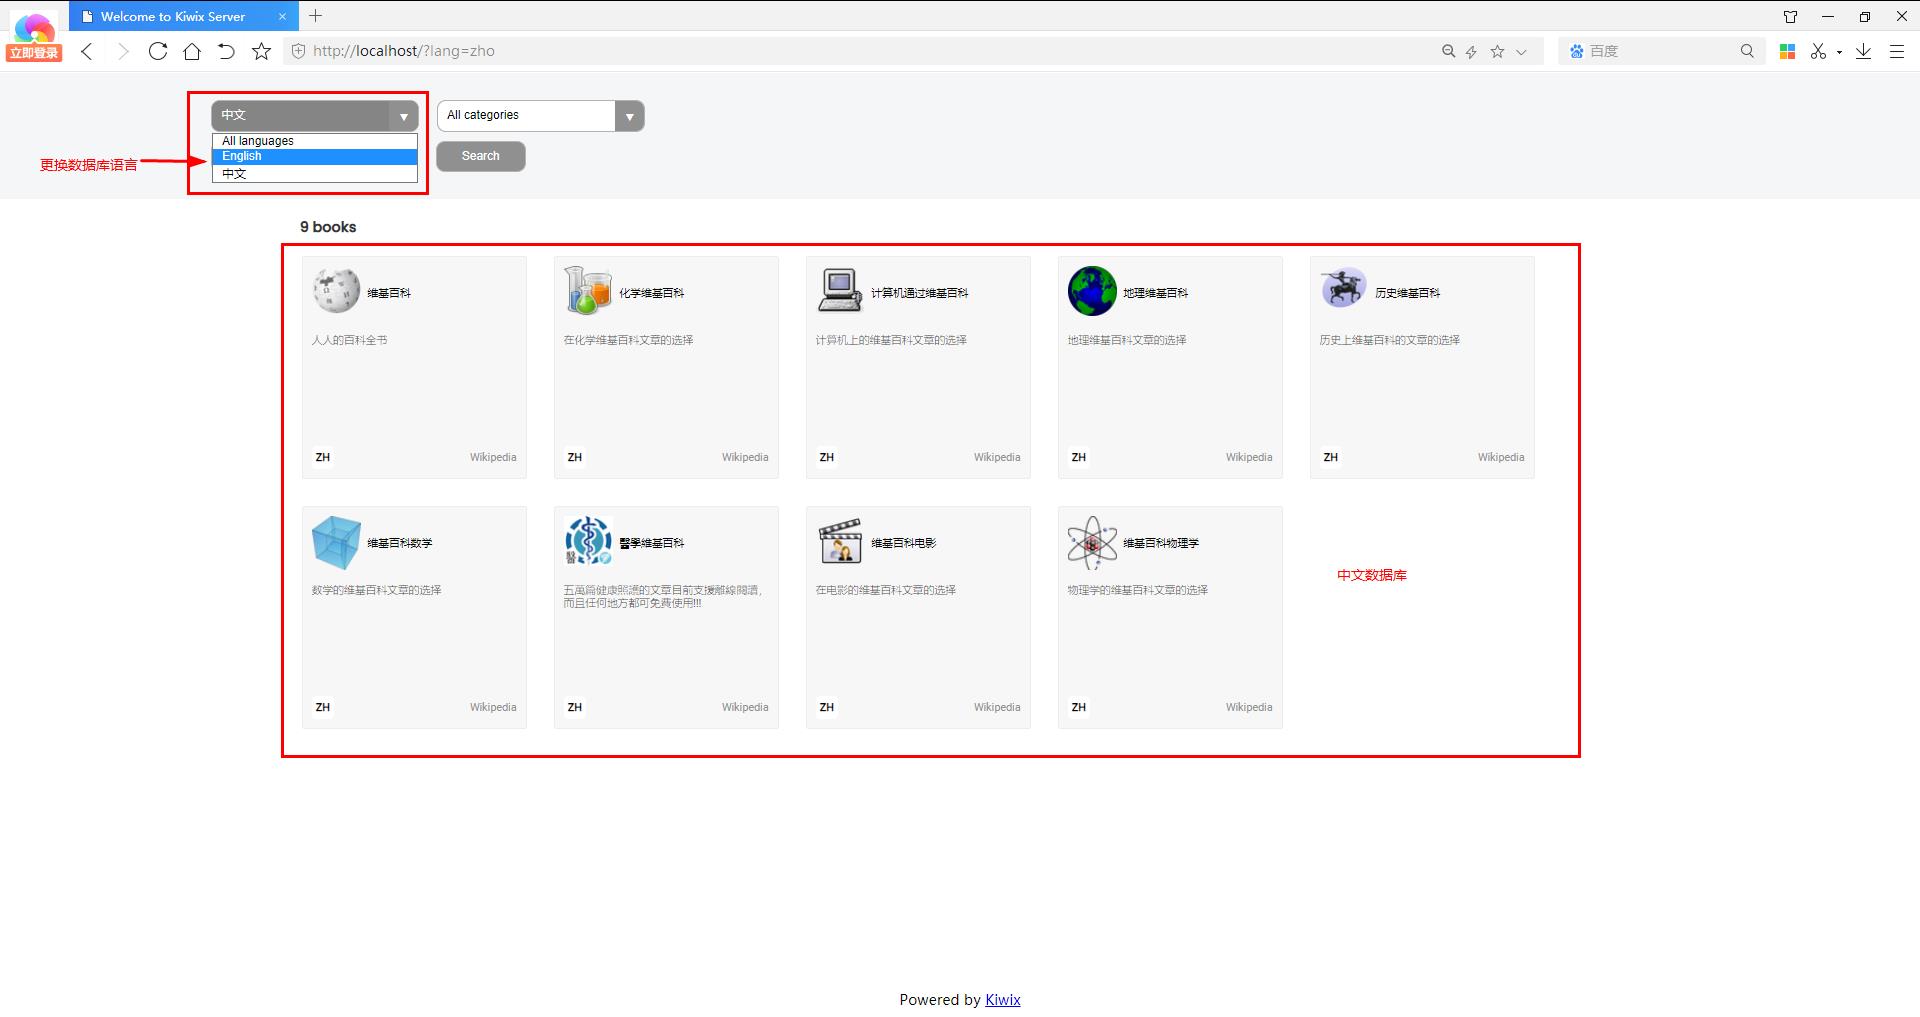 Welcome to Kiwix Server
立即登录
http://localhost/?lang=zho
百度
中文
All categories
All languages
English
中文
Search
更换数据库语言
9 books
维基百科
人人的百科全书
ZH
Wikipedia
化学维基百科
在化学维基百科文章的选择
ZH
Wikipedia
计算机通过维基百科
计算机上的维基百科文章的选择
ZH
Wikipedia
地理维基百科
地理维基百科文章的选择
ZH
Wikipedia
历史维基百科
历史上维基百科的文章的选择
ZH
Wikipedia
维基百科数学
数学的维基百科文章的选择
ZH
Wikipedia
醫
醫學维基百科
五萬篇健康照護的文章目前支援離線閱讀，
而且任何地方都可免費使用!!!
ZH
Wikipedia
维基百科电影
在电影的维基百科文章的选择
ZH
Wikipedia
维基百科物理学
物理学的维基百科文章的选择
ZH
Wikipedia
中文数据库
Powered by Kiwix